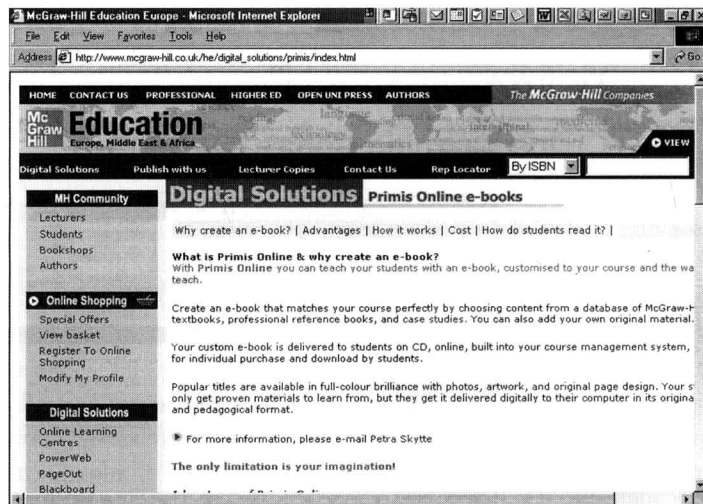 McGraw-Hill Education Europe - Microsoft Internet Explorer
File Edit View Favorites Tools Help
Address http://www.mcgraw-hill.co.uk/he/digital_solutions/primis/index.html Go
HOME CONTACT US PROFESSIONAL HIGHER ED OPEN UNI PRESS AUTHORS The McGraw-Hill Companies
Mc
Graw
Hill
Education
Europe, Middle East & Africa
VIEW
Digital Solutions Publish with us Lecturer Copies Contact Us Rep Locator By ISBN
MH Community
Lecturers
Students
Bookshops
Authors
Online Shopping
Special Offers
View basket
Register To Online
Shopping
Modify My Profile
Digital Solutions
Online Learning
Centres
PowerWeb
PageOut
Blackboard
Digital Solutions Primis Online e-books
Why create an e-book? | Advantages | How it works | Cost | How do students read it? |
What is Primis Online & why create an e-book?
With Primis Online you can teach your students with an e-book, customised to your course and the wa
teach.
Create an e-book that matches your course perfectly by choosing content from a database of McGraw-H
textbooks, professional reference books, and case studies. You can also add your own original material.
Your custom e-book is delivered to students on CD, online, built into your course management system,
for individual purchase and download by students.
Popular titles are available in full-colour brilliance with photos, artwork, and original page design. Your s
only get proven materials to learn from, but they get it delivered digitally to their computer in its origina
and pedagogical format.
For more information, please e-mail Petra Skytte
The only limitation is your imagination!